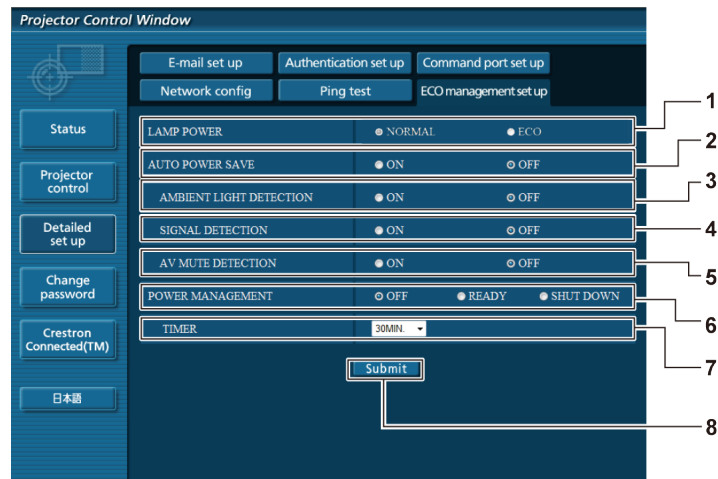 Projector Control Window
E-mail set up Authentication set up Command port set up
Network config Ping test ECO management set up
Status
Projector
control
Detailed
set up
Change
password
Crestron
Connected(TM)
日本語
LAMP POWER NORMAL ECO
AUTO POWER SAVE ON OFF
AMBIENT LIGHT DETECTION ON OFF
SIGNAL DETECTION ON OFF
AV MUTE DETECTION ON OFF
POWER MANAGEMENT OFF READY SHUT DOWN
TIMER 30MIN.
Submit
1
2
3
4
5
6
7
8